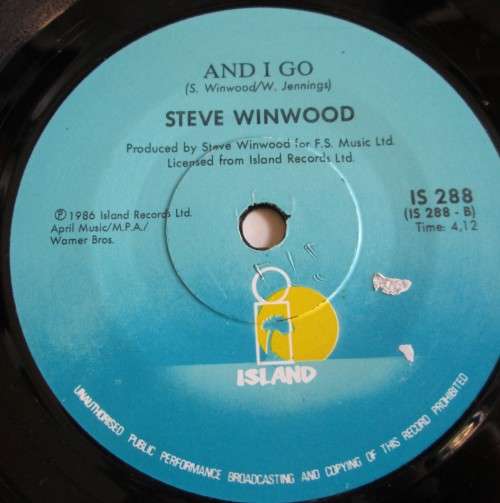 AND I GO
(S. Winwood/W. Jennings)
STEVE WINWOOD
Produced by Steve Winwood for F.S. Music Ltd.
Licensed from Island Records Ltd.
℗ 1986 Island Records Ltd.
April Music/M.P.A./
Warner Bros.
IS 288
(IS 288 - B)
Time: 4.12
ISLAND
UNAUTHORISED PUBLIC PERFORMANCE BROADCASTING AND COPYING OF THIS RECORD PROHIBITED